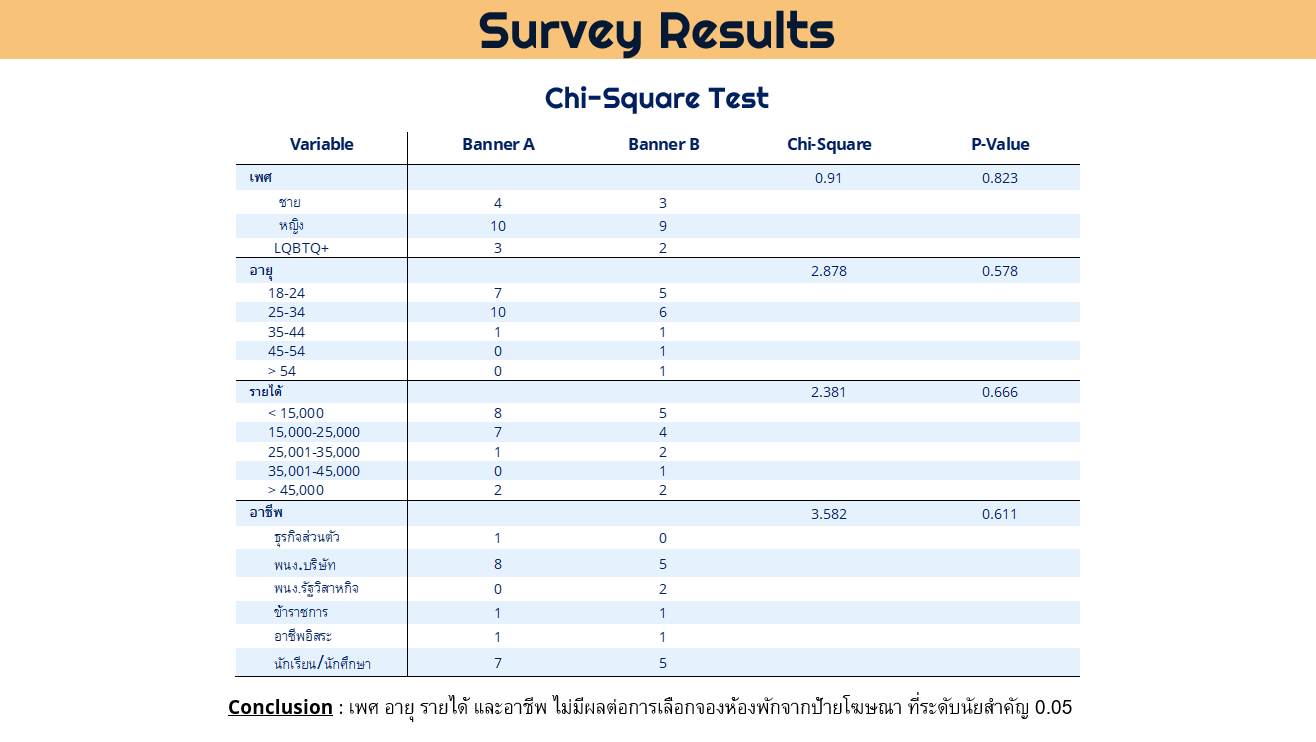 Survey Results
Chi-Square Test
Variable Banner A Banner B Chi-Square P-Value
เพศ 0.91 0.823
ชาย 4 3
หญิง 10 9
LQBTQ+ 3 2
อายุ 2.878 0.578
18-24 7 5
25-34 10 6
35-44 1 1
45-54 0 1
> 54 0 1
รายได้ 2.381 0.666
< 15,000 8 5
15,000-25,000 7 4
25,001-35,000 1 2
35,001-45,000 0 1
> 45,000 2 2
อาชีพ 3.582 0.611
ธุรกิจส่วนตัว 1 0
พนง.บริษัท 8 5
พนง.รัฐวิสาหกิจ 0 2
ข้าราชการ 1 1
อาชีพอิสระ 1 1
นักเรียน/นักศึกษา 7 5
Conclusion : เพศ อายุ รายได้ และอาชีพ ไม่มีผลต่อการเลือกจองห้องพักจากป้ายโฆษณา ที่ระดับนัยสำคัญ 0.05